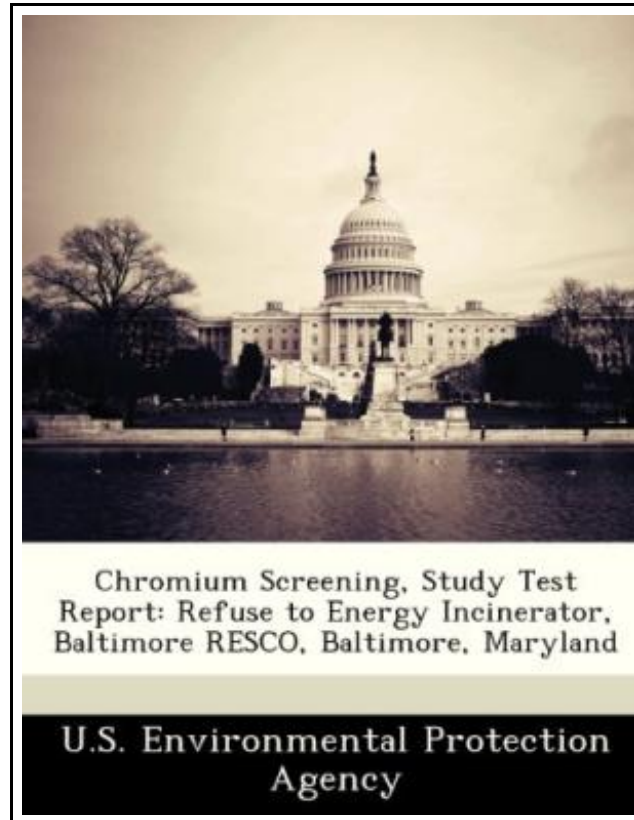 Chromium Screening, Study Test
Report: Refuse to Energy Incinerator,
Baltimore RESCO, Baltimore, Maryland
U.S. Environmental Protection
Agency